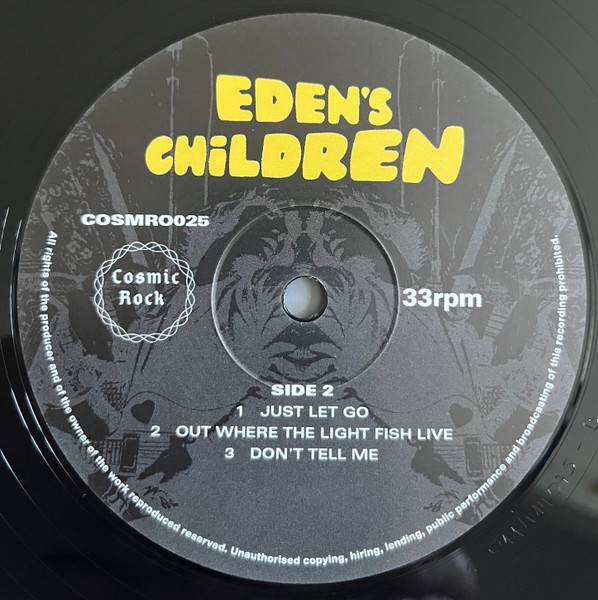 EDEN'S
CHiLDREN
COSMRO025
Cosmic
Rock
33rpm
SIDE 2
1 JUST LET GO
2 OUT WHERE THE LIGHT FISH LIVE
3 DON'T TELL ME
All rights of the producer and of the owner of the work reproduced reserved. Unauthorised copying, hiring, lending, public performance and broadcasting of this recording prohibited.